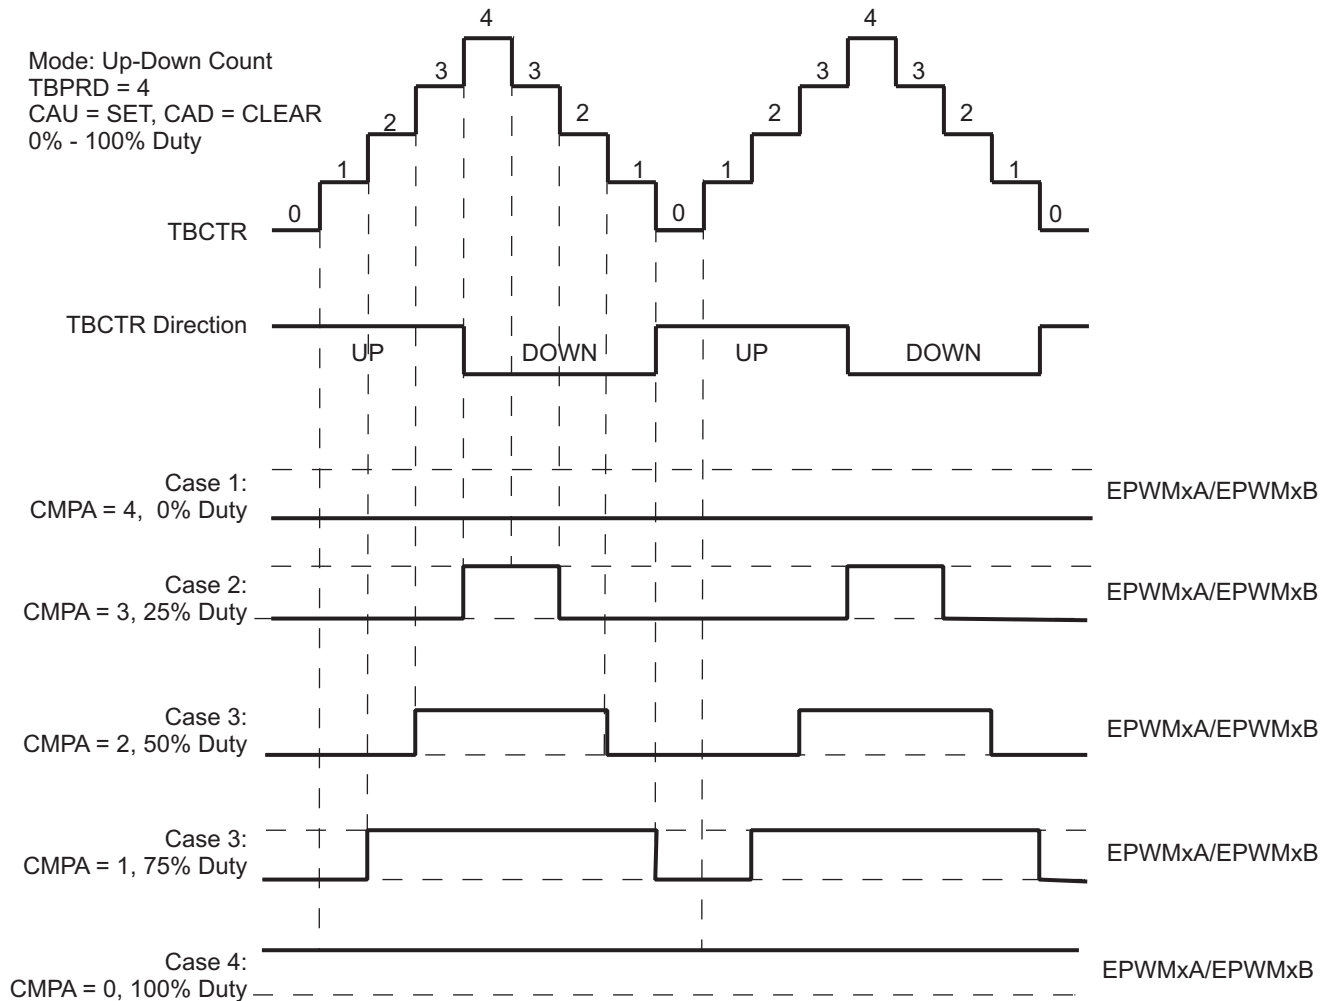 4
4
Mode: Up-Down Count
TBPRD = 4
CAU = SET, CAD = CLEAR
0% - 100% Duty
3
3
3
3
2
2
2
2
1
1
1
1
0
0
0
TBCTR
TBCTR Direction
UP
DOWN
UP
DOWN
Case 1:
CMPA = 4, 0% Duty
EPWMxA/EPWMxB
Case 2:
CMPA = 3, 25% Duty
EPWMxA/EPWMxB
Case 3:
CMPA = 2, 50% Duty
EPWMxA/EPWMxB
Case 3:
CMPA = 1, 75% Duty
EPWMxA/EPWMxB
Case 4:
CMPA = 0, 100% Duty
EPWMxA/EPWMxB